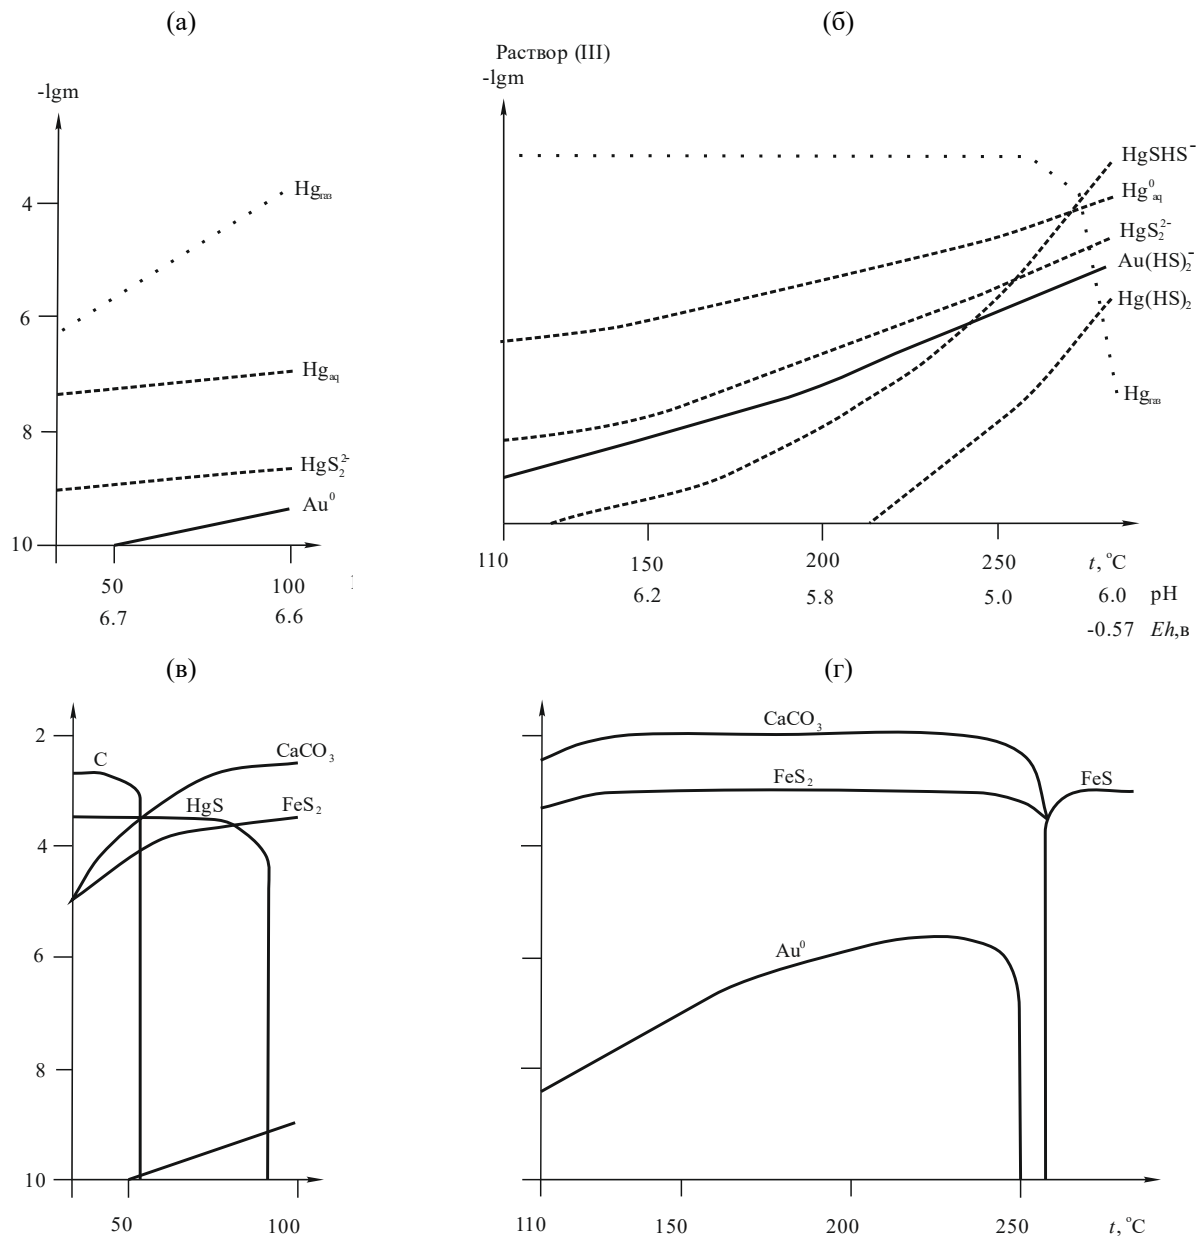 (а)
(б)
Раствор (III)
-lgm
-lgm
HgSHS⁻
Hg⁰aq
HgS₂²⁻
Au(HS)₂⁻
Hg(HS)₂
Hgгаз
Hgгаз
Hgaq
HgS₂²⁻
Au⁰
4
6
8
10
50
100
6.7
6.6
110
150
200
250
t, °C
6.2
5.8
5.0
6.0
pH
-0.57
Eh,в
(в)
(г)
2
4
6
8
10
C
CaCO₃
HgS
FeS₂
50
100
CaCO₃
FeS₂
FeS
Au⁰
110
150
200
250
t, °C